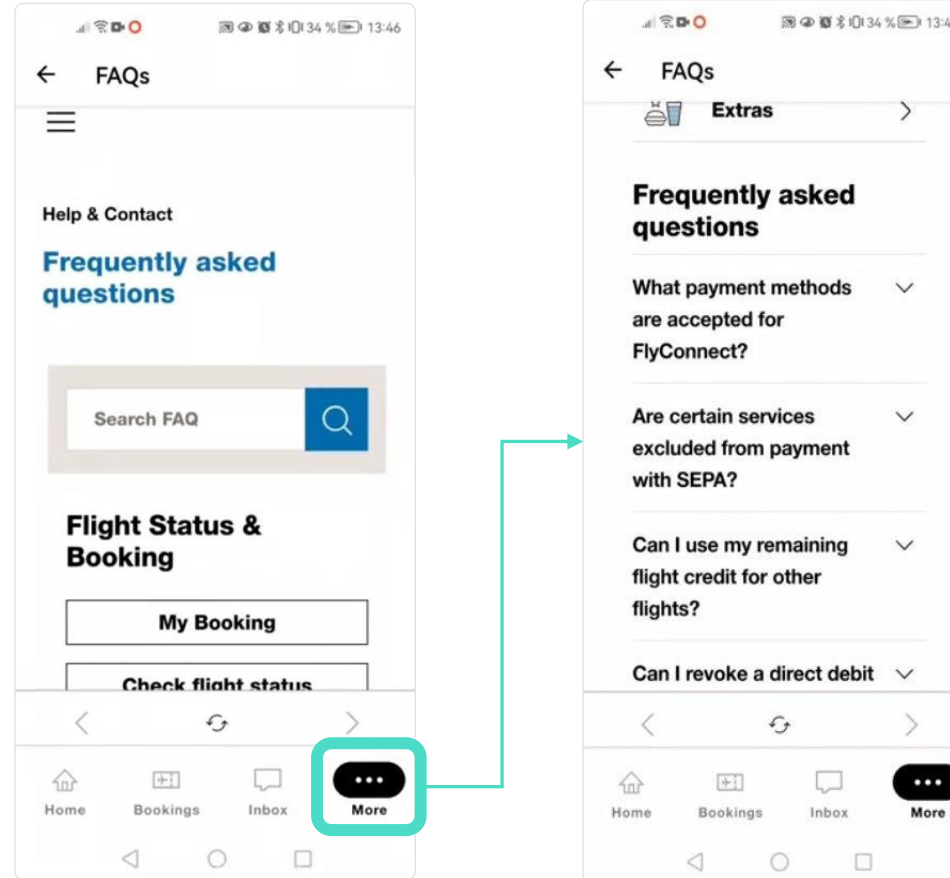 34 % 13:46
FAQs
Help & Contact
Frequently asked
questions
Search FAQ
Flight Status &
Booking
My Booking
Check flight status
Home Bookings Inbox More
34 % 13:4
FAQs
Extras
Frequently asked
questions
What payment methods
are accepted for
FlyConnect?
Are certain services
excluded from payment
with SEPA?
Can I use my remaining
flight credit for other
flights?
Can I revoke a direct debit
Home Bookings Inbox More